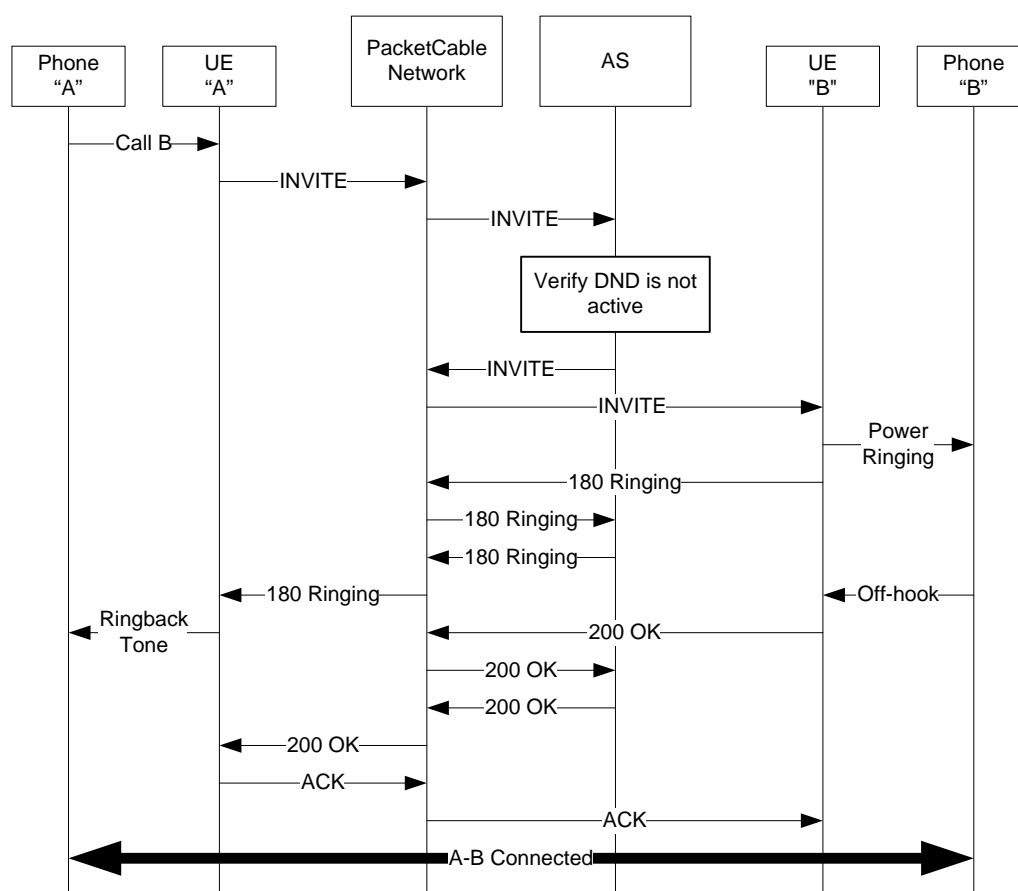 Phone
“A”
UE
“A”
PacketCable
Network
AS
UE
"B"
Phone
“B”
Call B
INVITE
INVITE
Verify DND is not
active
INVITE
INVITE
Power
Ringing
180 Ringing
180 Ringing
180 Ringing
180 Ringing
Off-hook
Ringback
Tone
200 OK
200 OK
200 OK
200 OK
ACK
ACK
A-B Connected